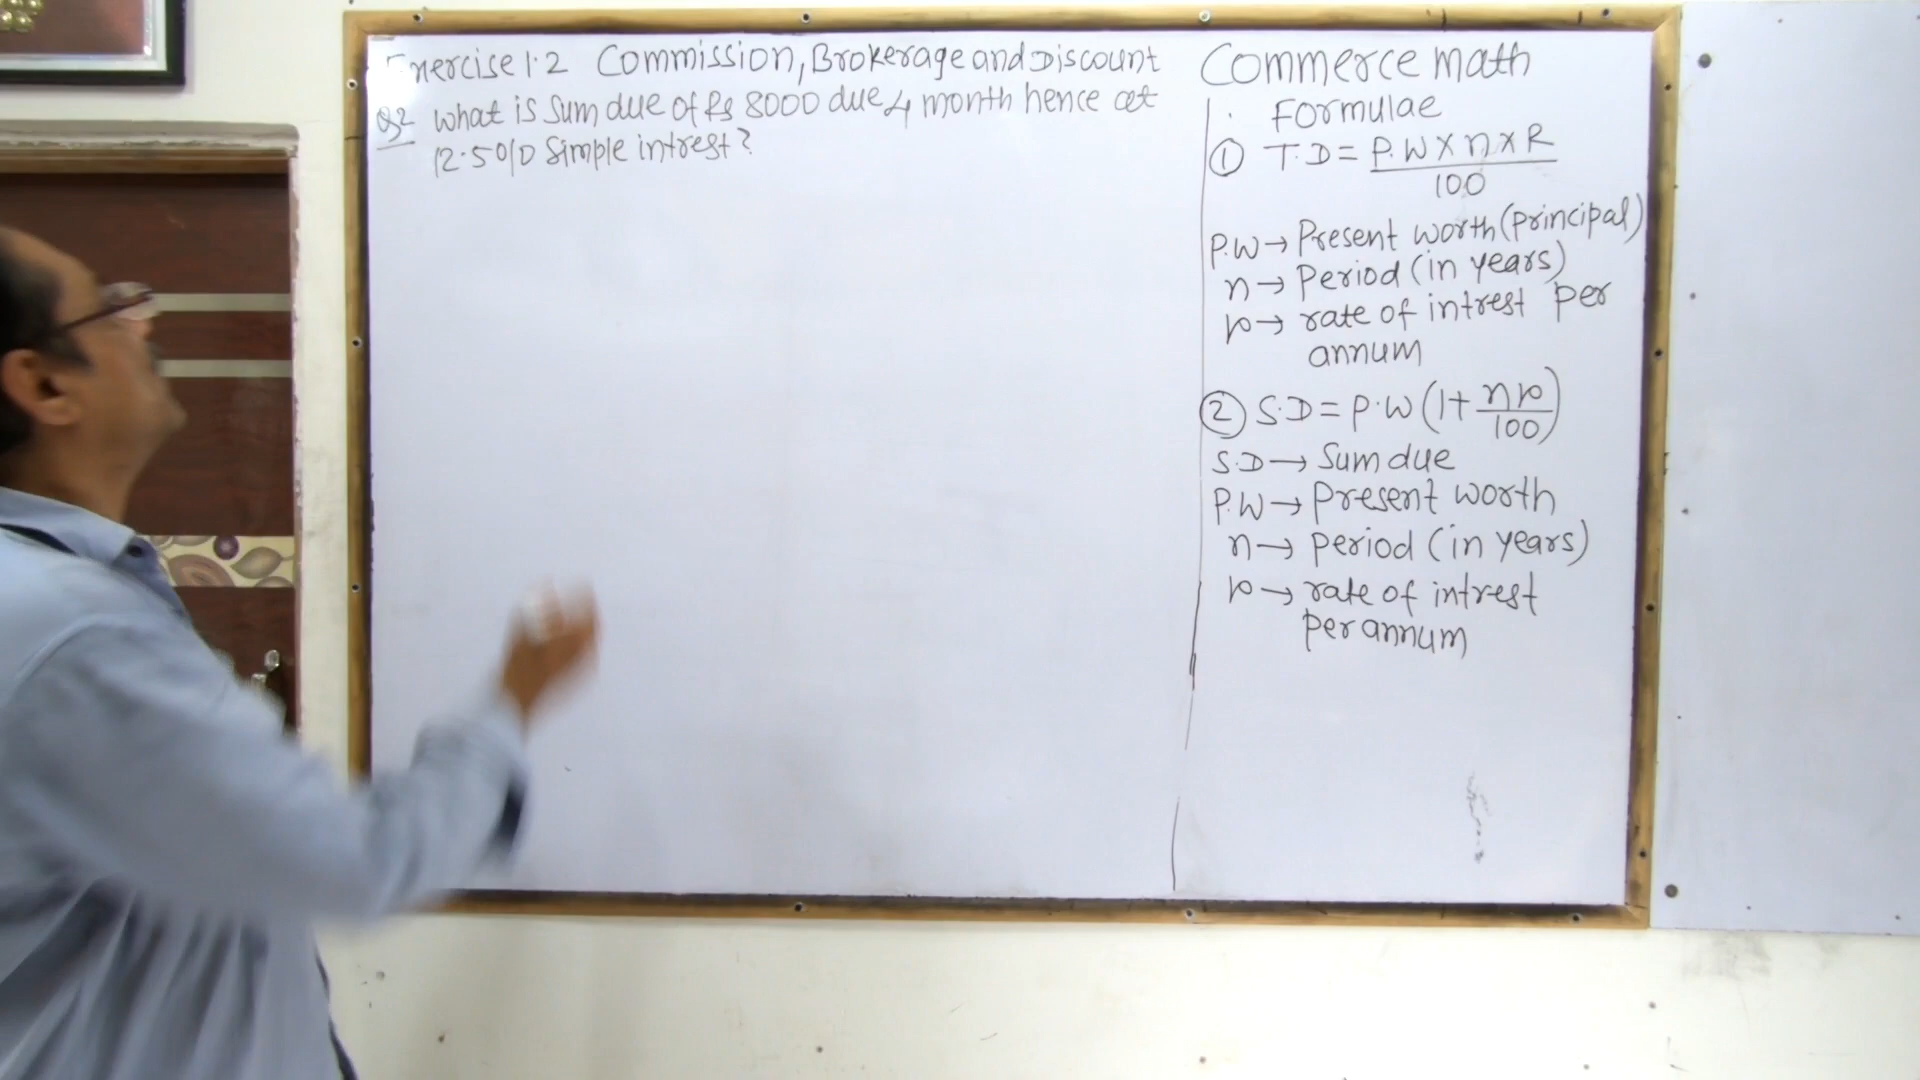 Exercise 1.2 Commission, Brokerage and Discount
Q2 what is sum due of Rs 8000 due 4 month hence at
12.5% Simple intrest?
Commerce math
Formulae
① T.D = P.W x n x R
100
P.W → Present worth (principal)
n → Period (in years)
r → rate of intrest per
annum
② S.D = P.W (1 + nr/100)
S.D → Sum due
P.W → Present worth
n → period (in years)
r → rate of intrest
per annum